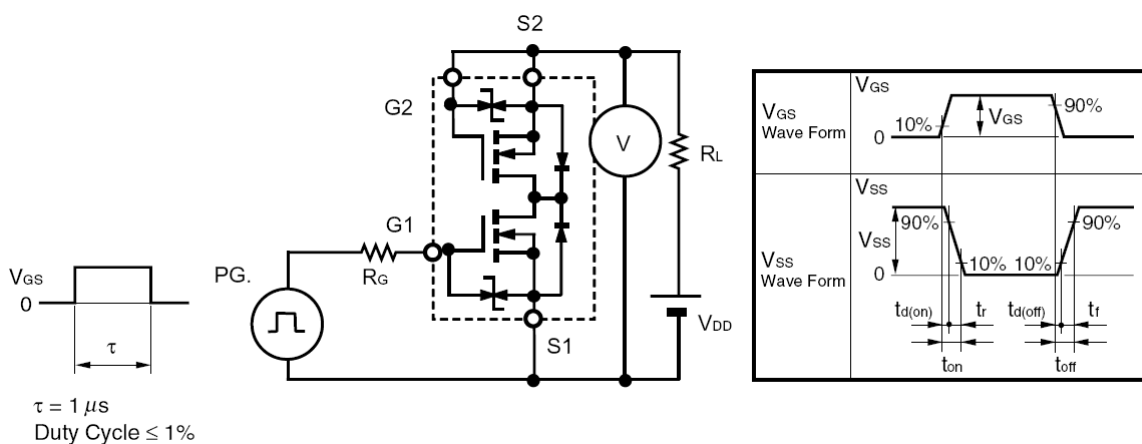 S2
G2
V
RL
G1
RG
PG.
VGS
0
τ
VDD
S1
τ = 1 μs
Duty Cycle ≤ 1%
VGS
Wave Form
VGS
10%
0
VGS
90%
VSS
Wave Form
VSS
90%
VSS
0
10%
10%
90%
td(on)
tr
td(off)
tf
ton
toff